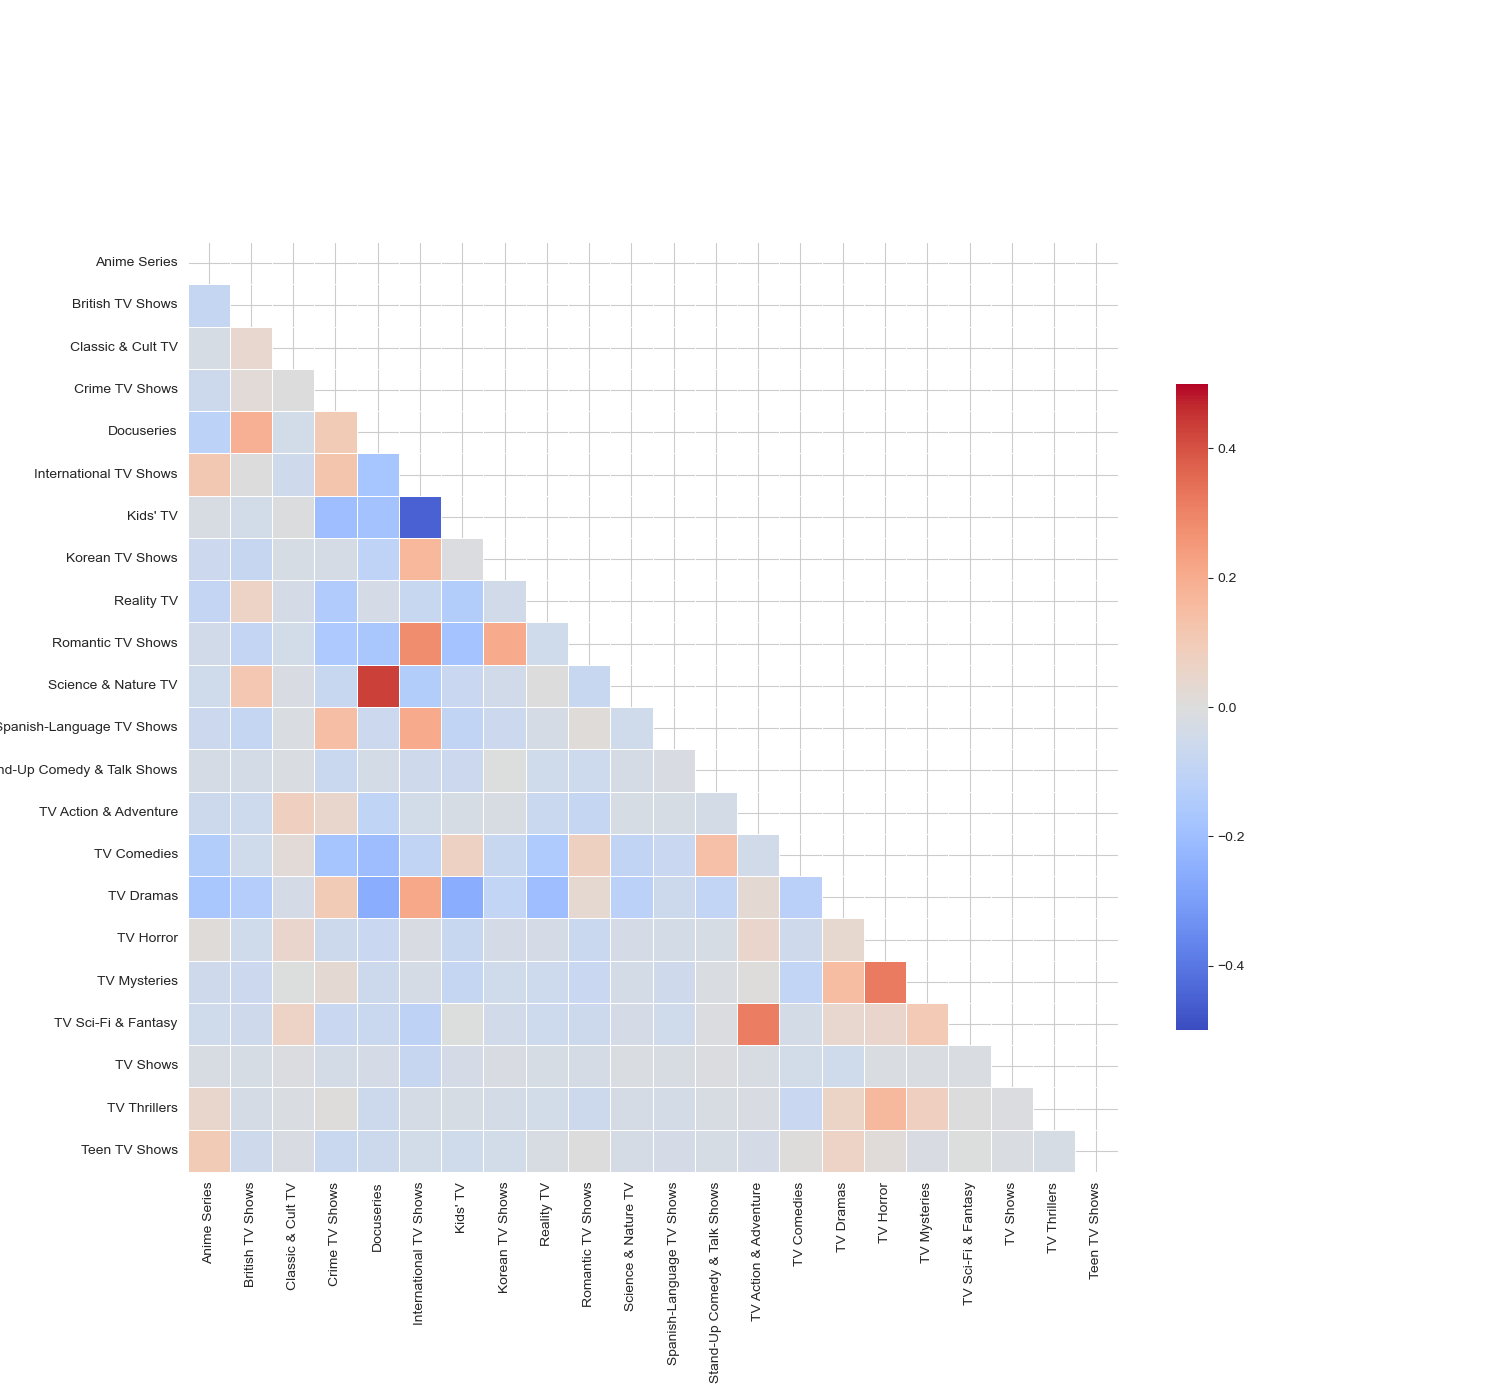 Anime Series
British TV Shows
Classic & Cult TV
Crime TV Shows
Docuseries
International TV Shows
Kids' TV
Korean TV Shows
Reality TV
Romantic TV Shows
Science & Nature TV
Spanish-Language TV Shows
nd-Up Comedy & Talk Shows
TV Action & Adventure
TV Comedies
TV Dramas
TV Horror
TV Mysteries
TV Sci-Fi & Fantasy
TV Shows
TV Thrillers
Teen TV Shows
Anime Series
British TV Shows
Classic & Cult TV
Crime TV Shows
Docuseries
International TV Shows
Kids' TV
Korean TV Shows
Reality TV
Romantic TV Shows
Science & Nature TV
Spanish-Language TV Shows
Stand-Up Comedy & Talk Shows
TV Action & Adventure
TV Comedies
TV Dramas
TV Horror
TV Mysteries
TV Sci-Fi & Fantasy
TV Shows
TV Thrillers
Teen TV Shows
0.4
0.2
0.0
−0.2
−0.4